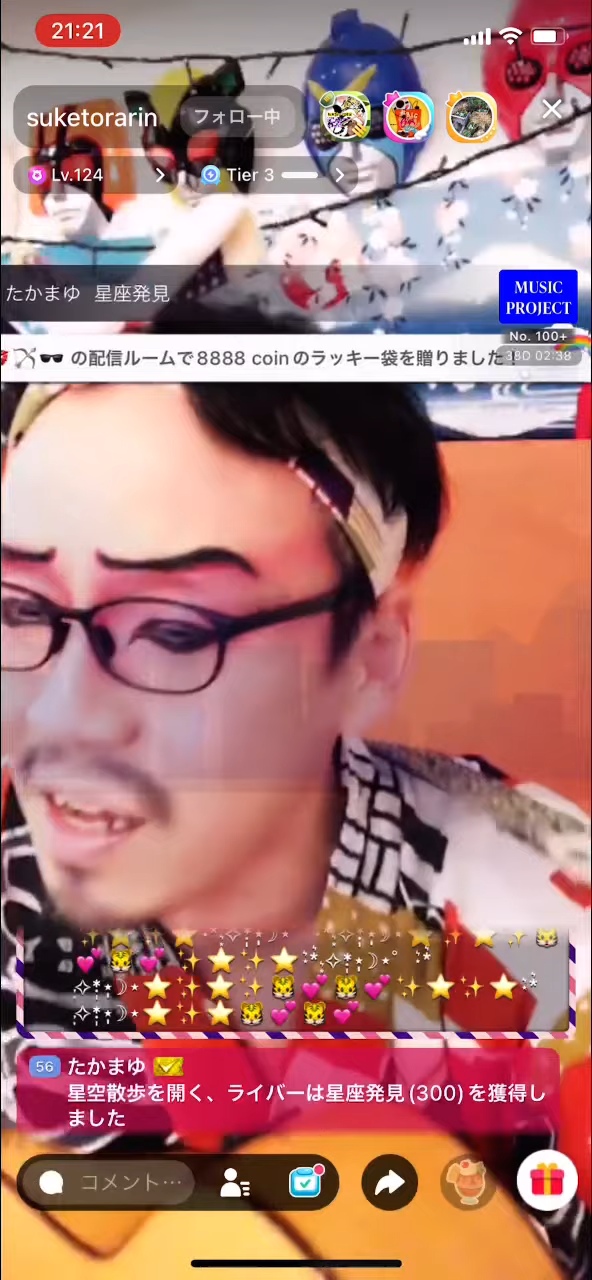 21:21
suketorarin フォロー中
Lv.124 Tier 3
たかまゆ 星座発見
MUSIC
PROJECT
No. 100+
38D 02:38
の配信ルームで8888 coinのラッキー袋を贈りました！
56 たかまゆ
星空散歩を開く、ライバーは星座発見(300)を獲得し
ました
コメント…